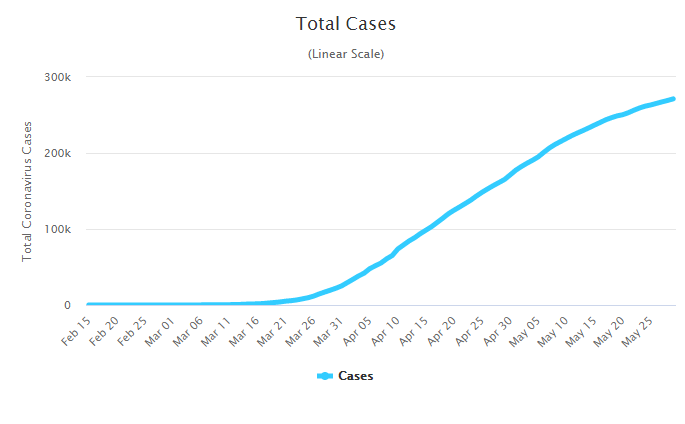 Total Cases
(Linear Scale)
Total Coronavirus Cases
300k
200k
100k
0
Feb 15
Feb 20
Feb 25
Mar 01
Mar 06
Mar 11
Mar 16
Mar 21
Mar 26
Mar 31
Apr 05
Apr 10
Apr 15
Apr 20
Apr 25
Apr 30
May 05
May 10
May 15
May 20
May 25
Cases